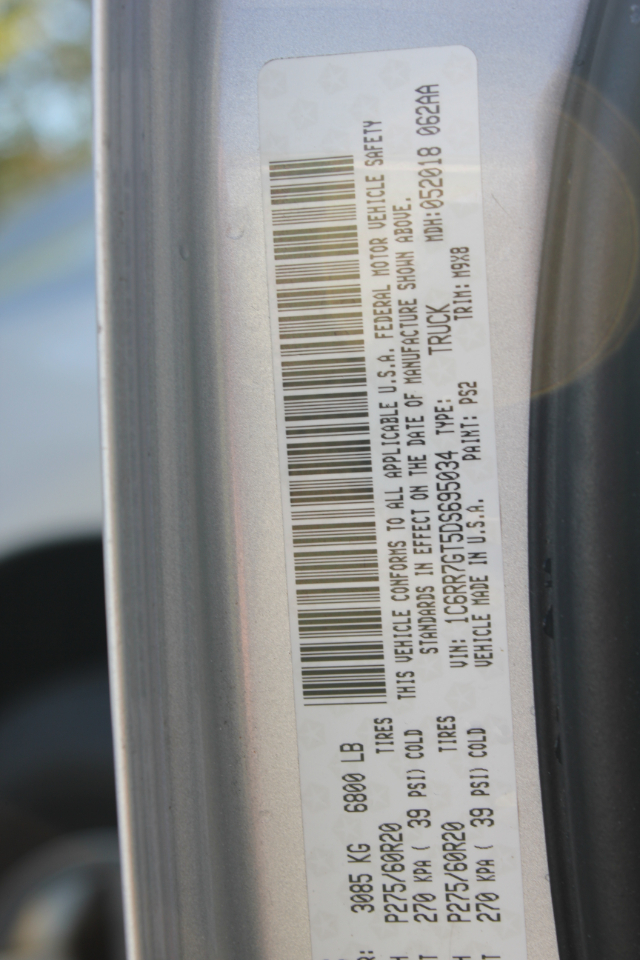 3085 KG 6800 LB
R:
P275/60R20 TIRES
270 KPA ( 39 PSI) COLD
P275/60R20 TIRES
270 KPA ( 39 PSI) COLD
THIS VEHICLE CONFORMS TO ALL APPLICABLE U.S.A. FEDERAL MOTOR VEHICLE SAFETY
STANDARDS IN EFFECT ON THE DATE OF MANUFACTURE SHOWN ABOVE.
VIN: 1C6RR7GT5DS695034 TYPE: TRUCK MDH:052018 062AA
VEHICLE MADE IN U.S.A. PAINT: PS2 TRIM: M9X8